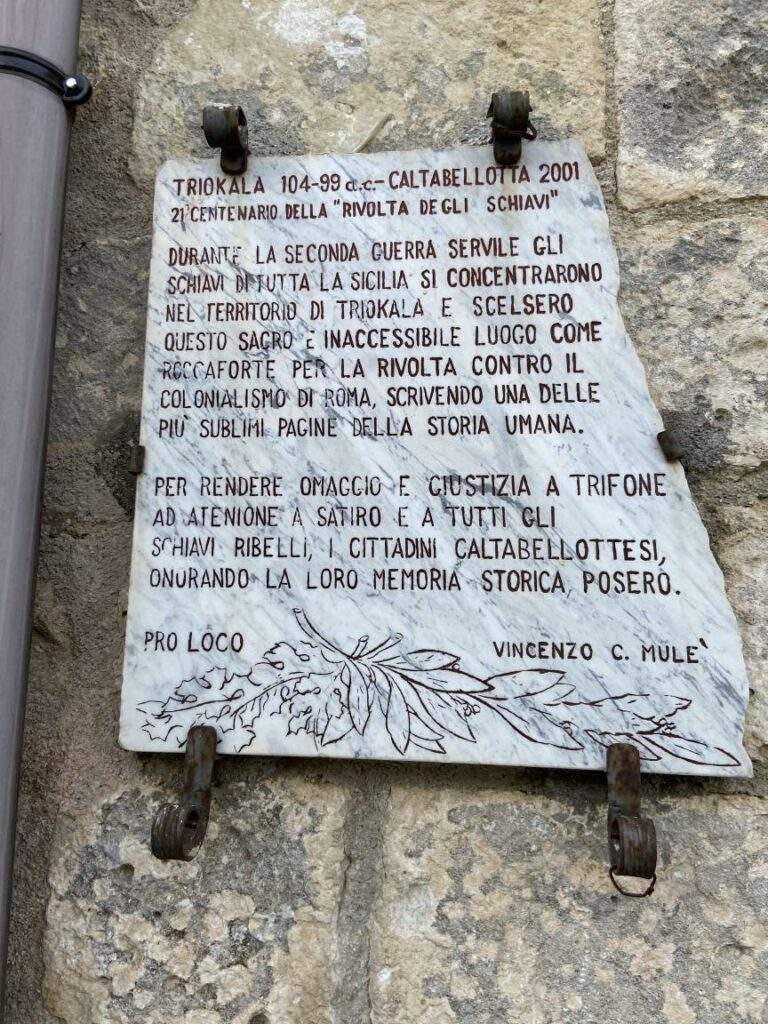 TRIOKALA 104-99 a.c.- CALTABELLOTTA 2001
21° CENTENARIO DELLA "RIVOLTA DEGLI SCHIAVI"
DURANTE LA SECONDA GUERRA SERVILE GLI
SCHIAVI DI TUTTA LA SICILIA SI CONCENTRARONO
NEL TERRITORIO DI TRIOKALA E SCELSERO
QUESTO SACRO E INACCESSIBILE LUOGO COME
ROCCAFORTE PER LA RIVOLTA CONTRO IL
COLONIALISMO DI ROMA, SCRIVENDO UNA DELLE
PIU' SUBLIMI PAGINE DELLA STORIA UMANA.
PER RENDERE OMAGGIO E GIUSTIZIA A TRIFONE
AD ATENIONE A SATIRO E A TUTTI GLI
SCHIAVI RIBELLI, I CITTADINI CALTABELLOTTESI,
ONORANDO LA LORO MEMORIA STORICA, POSERO.
PRO LOCO VINCENZO C. MULE'